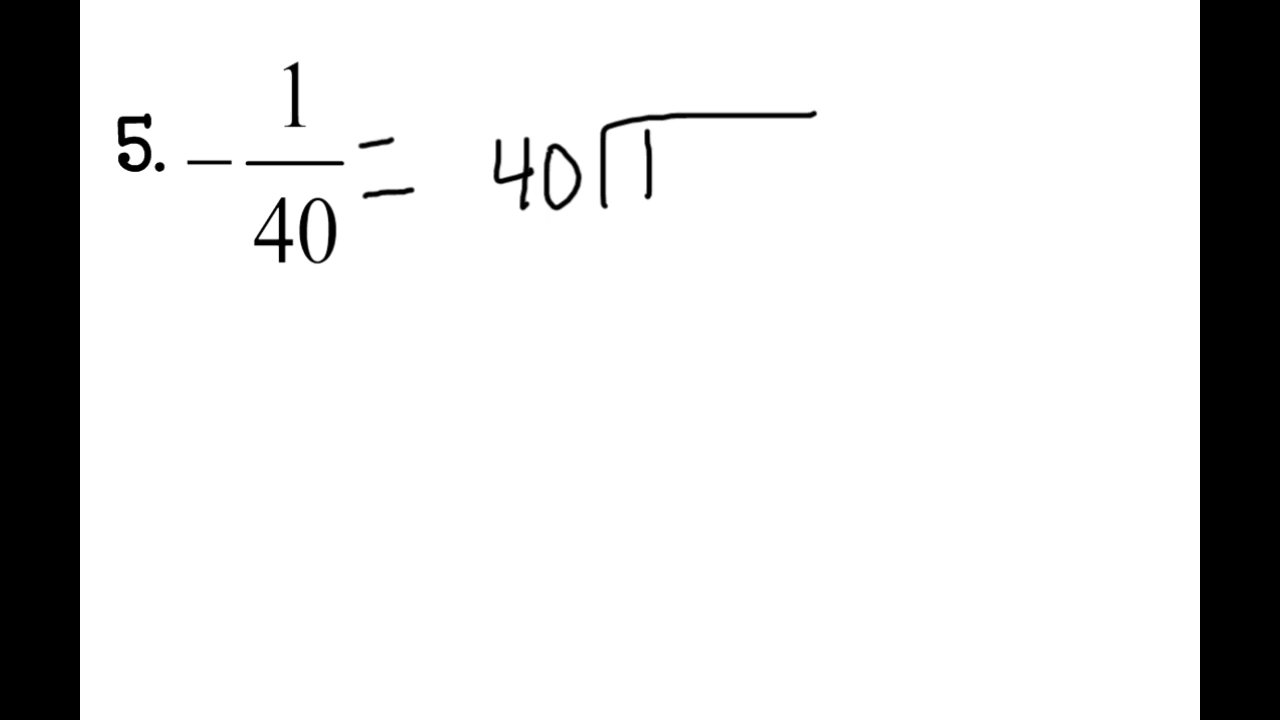 5. - 1/40 = 40⟌1